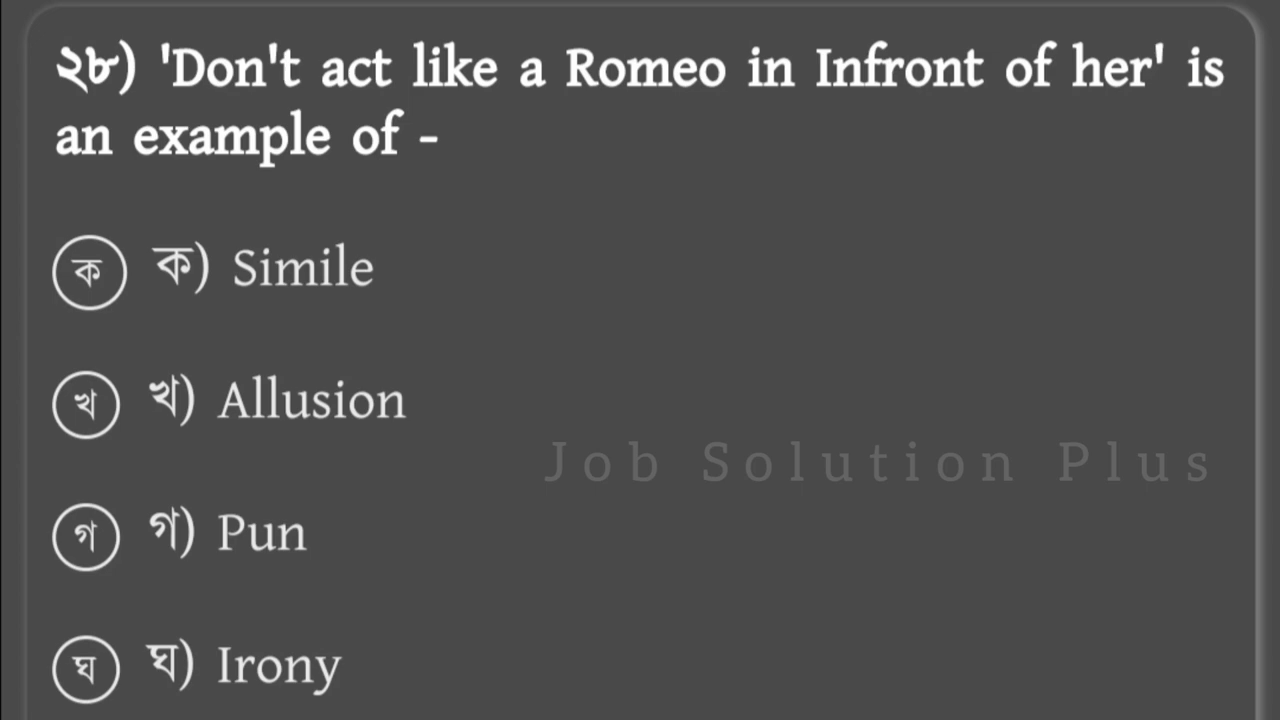 ২৮) 'Don't act like a Romeo in Infront of her' is
an example of -
ক ক) Simile
খ খ) Allusion
Job Solution Plus
গ গ) Pun
ঘ ঘ) Irony